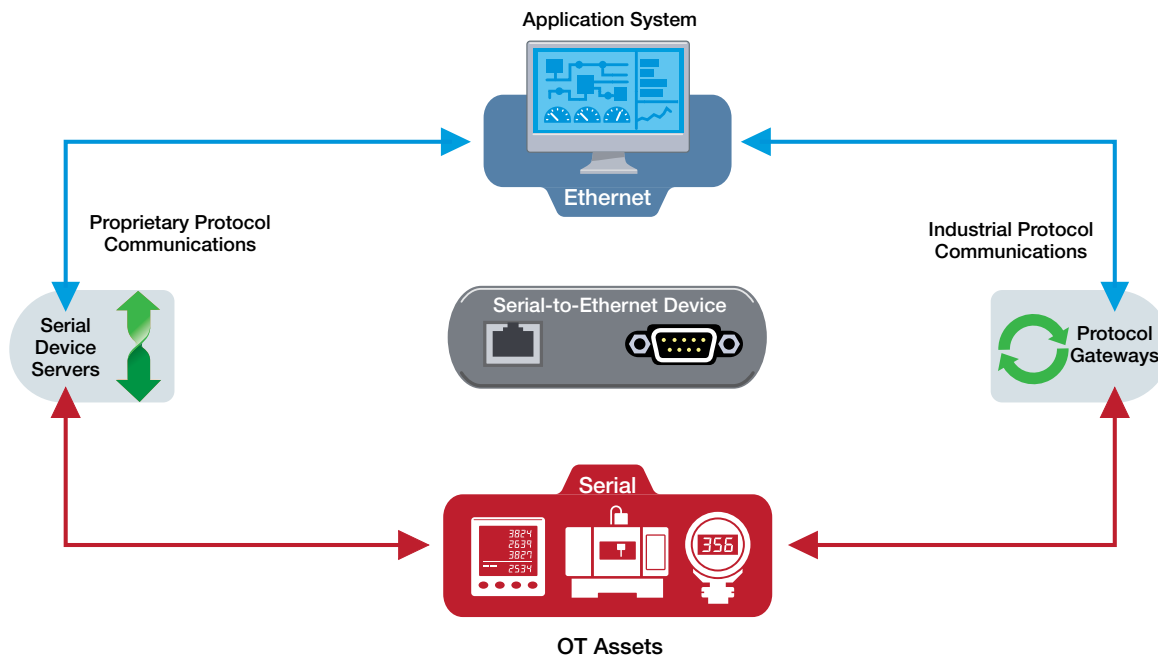 Application System
Ethernet
Proprietary Protocol
Communications
Industrial Protocol
Communications
Serial
Device
Servers
Serial-to-Ethernet Device
Protocol
Gateways
Serial
3824
2639
3827
2534
356
OT Assets